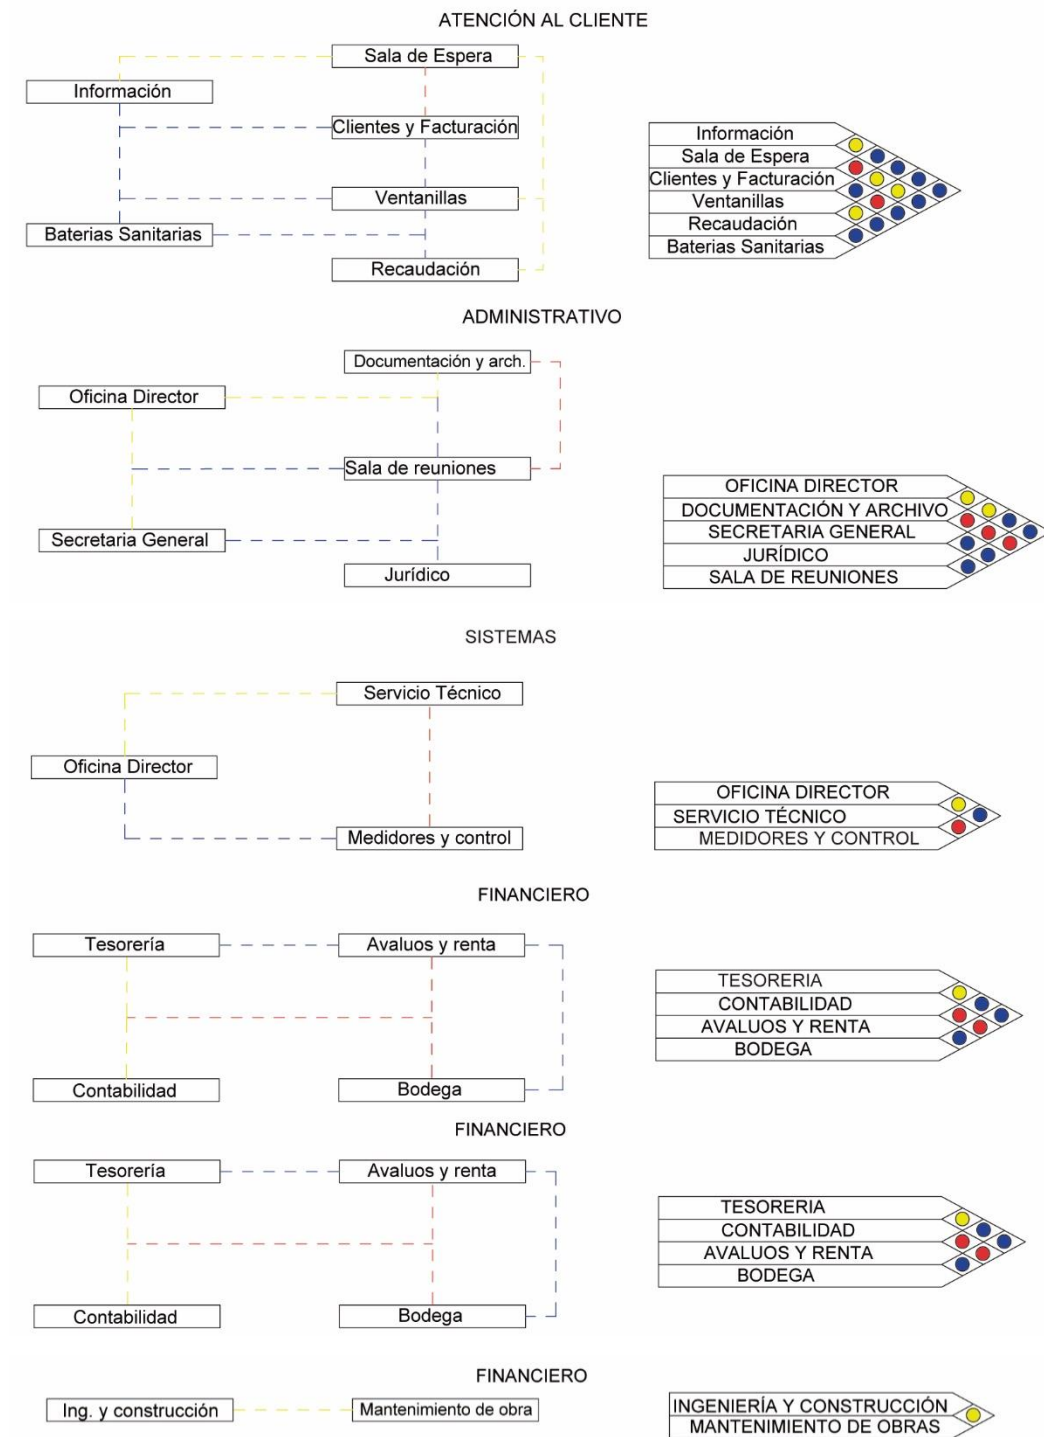 ATENCIÓN AL CLIENTE
Sala de Espera
Información
Clientes y Facturación
Ventanillas
Baterias Sanitarias
Recaudación
Información
Sala de Espera
Clientes y Facturación
Ventanillas
Recaudación
Baterias Sanitarias
ADMINISTRATIVO
Documentación y arch.
Oficina Director
Sala de reuniones
Secretaria General
Jurídico
OFICINA DIRECTOR
DOCUMENTACIÓN Y ARCHIVO
SECRETARIA GENERAL
JURÍDICO
SALA DE REUNIONES
SISTEMAS
Servicio Técnico
Oficina Director
Medidores y control
OFICINA DIRECTOR
SERVICIO TÉCNICO
MEDIDORES Y CONTROL
FINANCIERO
Tesorería
Avaluos y renta
Contabilidad
Bodega
TESORERIA
CONTABILIDAD
AVALUOS Y RENTA
BODEGA
FINANCIERO
Tesorería
Avaluos y renta
Contabilidad
Bodega
TESORERIA
CONTABILIDAD
AVALUOS Y RENTA
BODEGA
FINANCIERO
Ing. y construcción
Mantenimiento de obra
INGENIERÍA Y CONSTRUCCIÓN
MANTENIMIENTO DE OBRAS